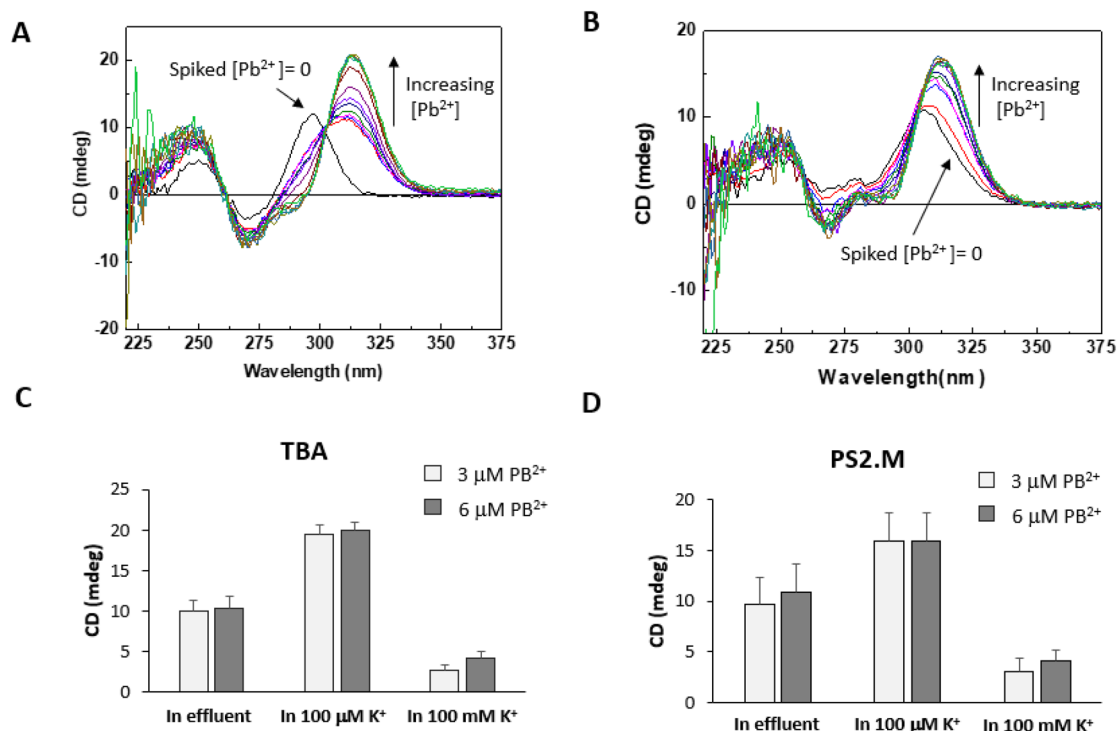 A
20
10
0
-10
-20
CD (mdeg)
Spiked [Pb²⁺]= 0
Increasing
[Pb²⁺]
225 250 275 300 325 350 375
Wavelength (nm)
B
20
10
0
-10
CD (mdeg)
Increasing
[Pb²⁺]
Spiked [Pb²⁺]= 0
225 250 275 300 325 350 375
Wavelength(nm)
C
TBA
3 μM PB²⁺
6 μM PB²⁺
25
20
15
10
5
0
CD (mdeg)
In effluent In 100 μM K⁺ In 100 mM K⁺
D
PS2.M
3 μM PB²⁺
6 μM PB²⁺
20
15
10
5
0
CD (mdeg)
In effluent In 100 μM K⁺ In 100 mM K⁺